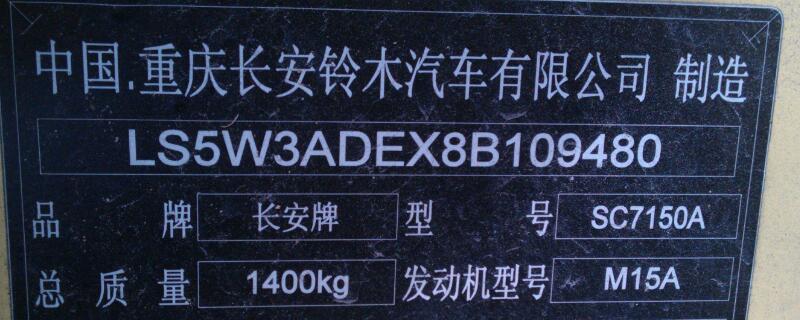 中国.重庆长安铃木汽车有限公司 制造
LS5W3ADEX8B109480
品牌 长安牌 型号 SC7150A
总质量 1400kg 发动机型号 M15A